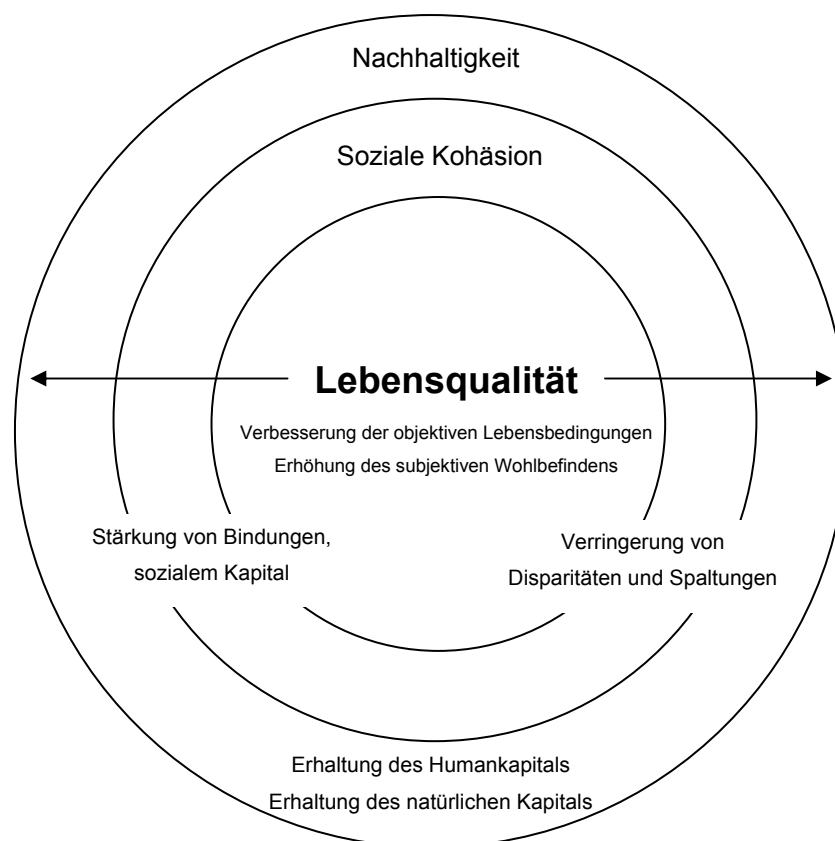 Nachhaltigkeit
Soziale Kohäsion
Lebensqualität
Verbesserung der objektiven Lebensbedingungen
Erhöhung des subjektiven Wohlbefindens
Stärkung von Bindungen,
sozialem Kapital
Verringerung von
Disparitäten und Spaltungen
Erhaltung des Humankapitals
Erhaltung des natürlichen Kapitals